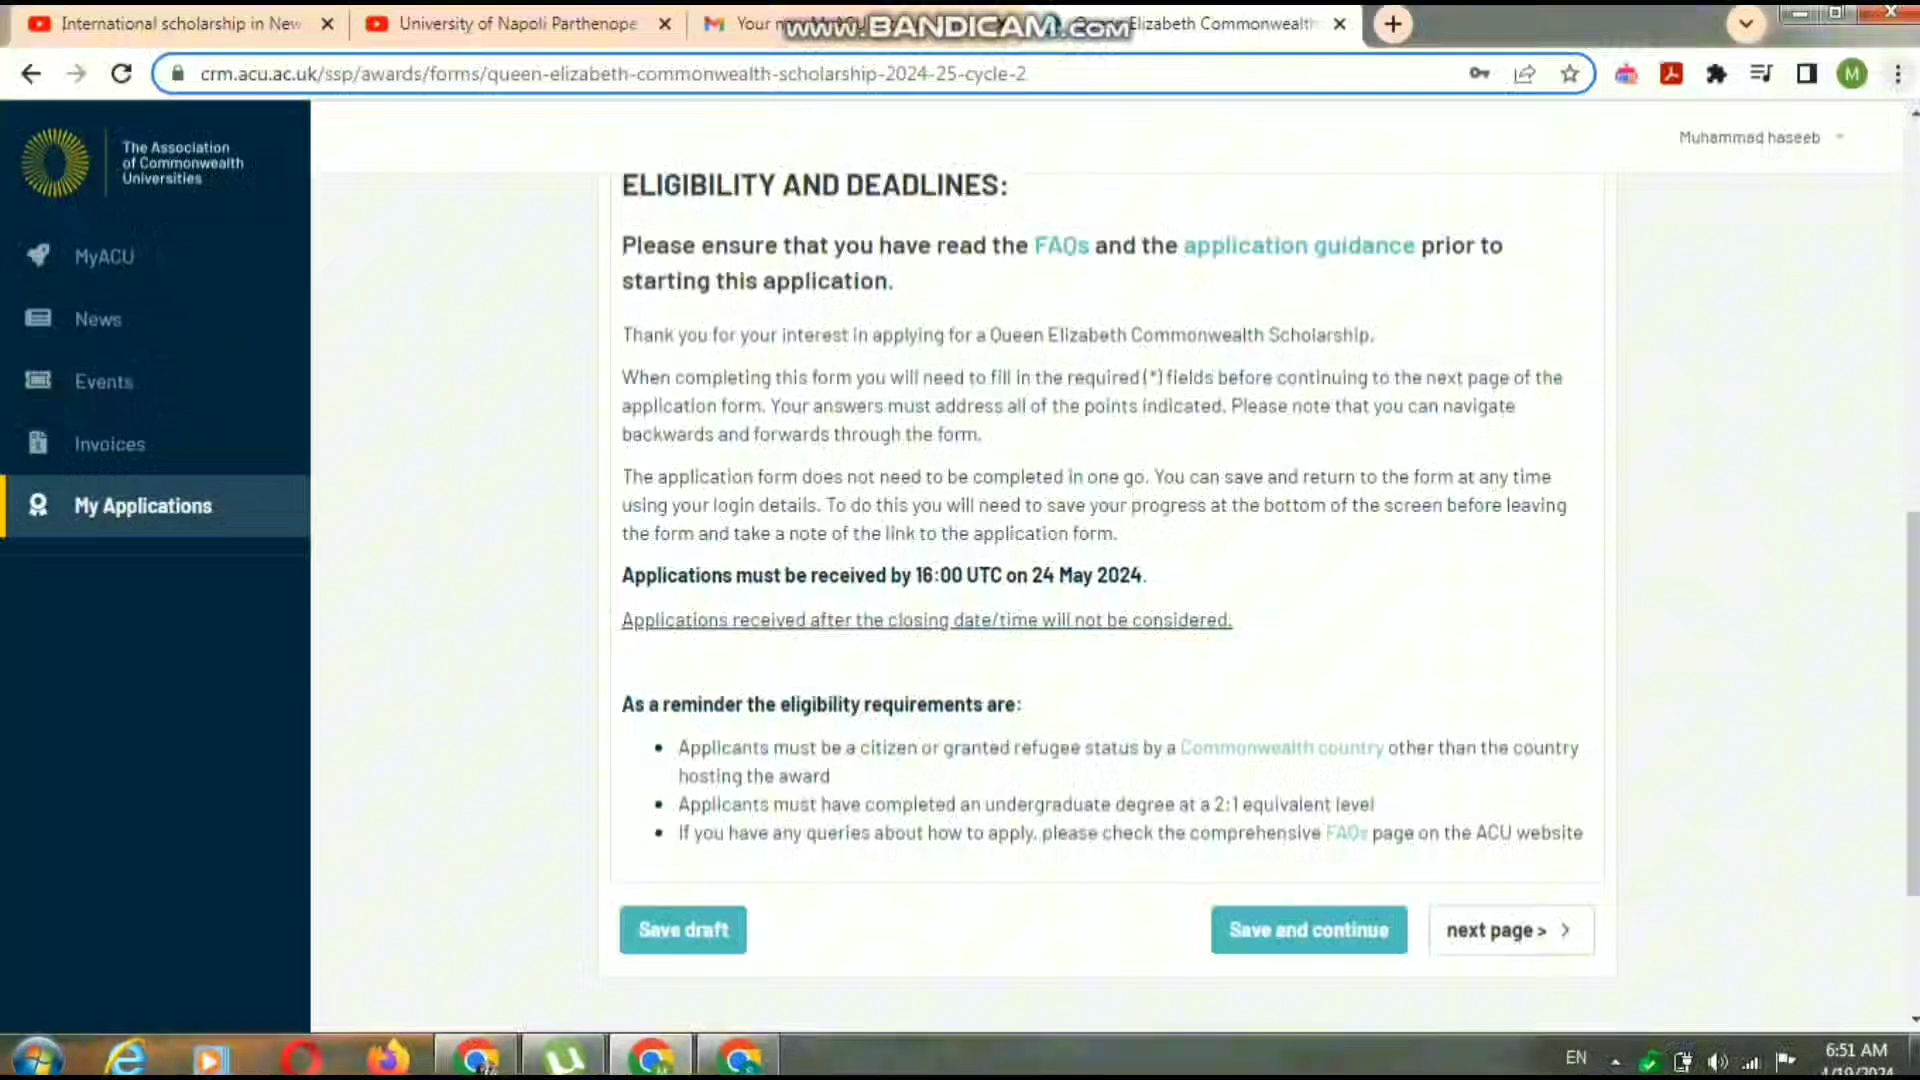 International scholarship in New
University of Napoli Parthenope
Your
www.BANDICAM.com
Elizabeth Commonwealth
crm.acu.ac.uk/ssp/awards/forms/queen-elizabeth-commonwealth-scholarship-2024-25-cycle-2
M
The Association
of Commonwealth
Universities
Muhammad haseeb
MyACU
News
Events
Invoices
My Applications
ELIGIBILITY AND DEADLINES:
Please ensure that you have read the FAQs and the application guidance prior to
starting this application.
Thank you for your interest in applying for a Queen Elizabeth Commonwealth Scholarship.
When completing this form you will need to fill in the required (*) fields before continuing to the next page of the
application form. Your answers must address all of the points indicated. Please note that you can navigate
backwards and forwards through the form.
The application form does not need to be completed in one go. You can save and return to the form at any time
using your login details. To do this you will need to save your progress at the bottom of the screen before leaving
the form and take a note of the link to the application form.
Applications must be received by 16:00 UTC on 24 May 2024.
Applications received after the closing date/time will not be considered.
As a reminder the eligibility requirements are:
• Applicants must be a citizen or granted refugee status by a Commonwealth country other than the country
hosting the award
• Applicants must have completed an undergraduate degree at a 2:1 equivalent level
• If you have any queries about how to apply, please check the comprehensive FAQs page on the ACU website
Save draft
Save and continue
next page >
EN
6:51 AM
4/19/2024